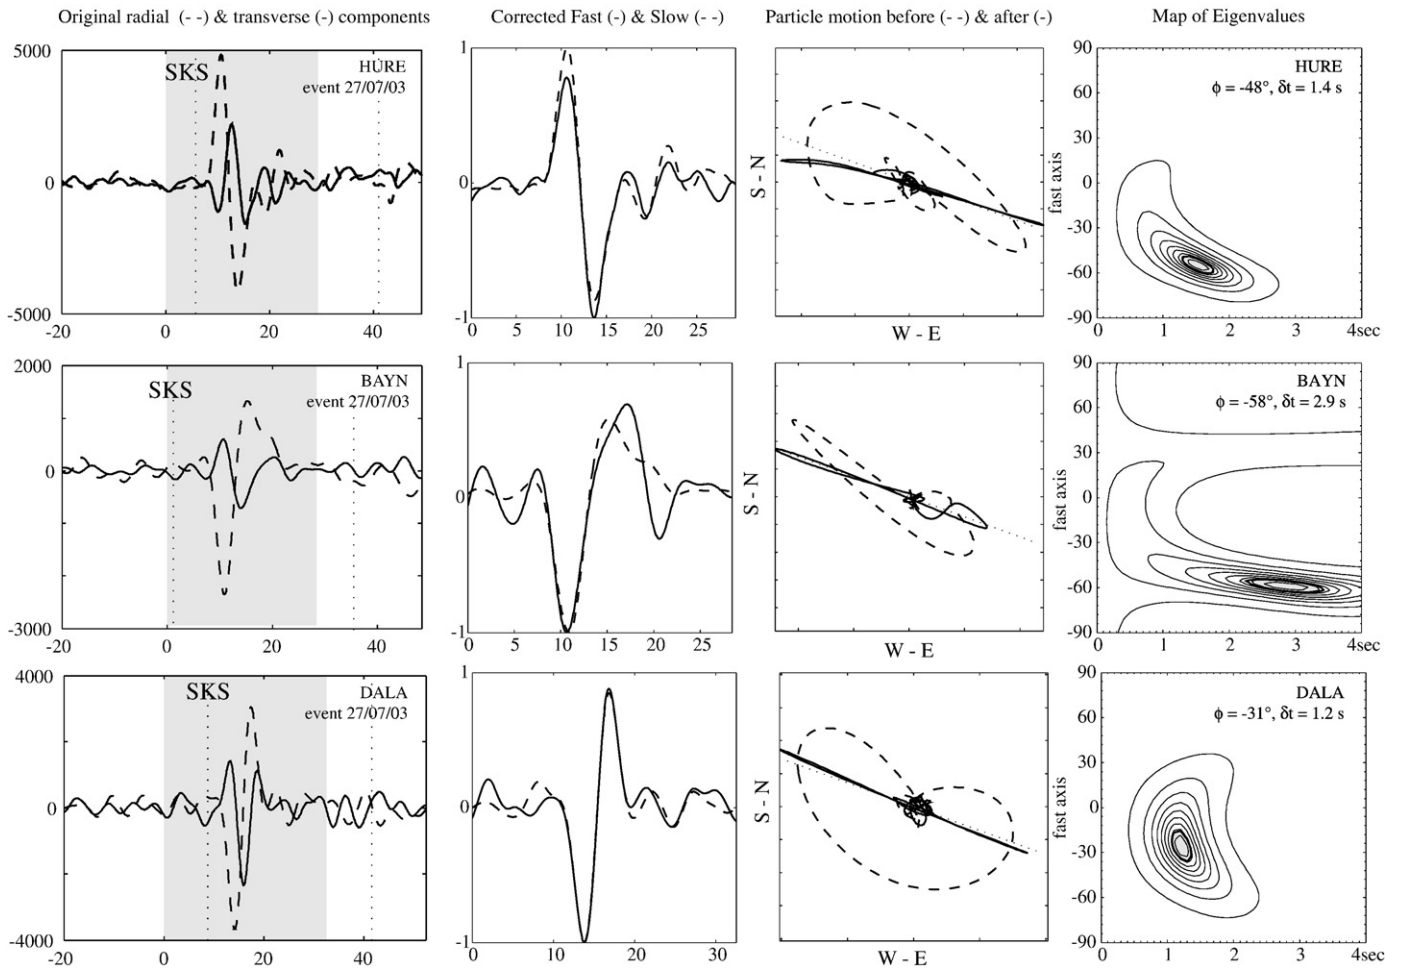 Original radial (- -) & transverse (-) components
Corrected Fast (-) & Slow (- -)
Particle motion before (- -) & after (-)
Map of Eigenvalues
5000
0
-5000
-20
0
20
40
SKS
HURE
event 27/07/03
1
0
-1
0
5
10
15
20
25
S - N
W - E
fast axis
90
60
30
0
-30
-60
-90
0
1
2
3
4sec
HURE
ϕ = -48°, δt = 1.4 s
2000
0
-3000
-20
0
20
40
SKS
BAYN
event 27/07/03
1
0
-1
0
5
10
15
20
25
S - N
W - E
fast axis
90
60
30
0
-30
-60
-90
0
1
2
3
4sec
BAYN
ϕ = -58°, δt = 2.9 s
4000
0
-4000
-20
0
20
40
SKS
DALA
event 27/07/03
1
0
-1
0
5
10
15
20
25
30
S - N
W - E
fast axis
90
60
30
0
-30
-60
-90
0
1
2
3
4sec
DALA
ϕ = -31°, δt = 1.2 s